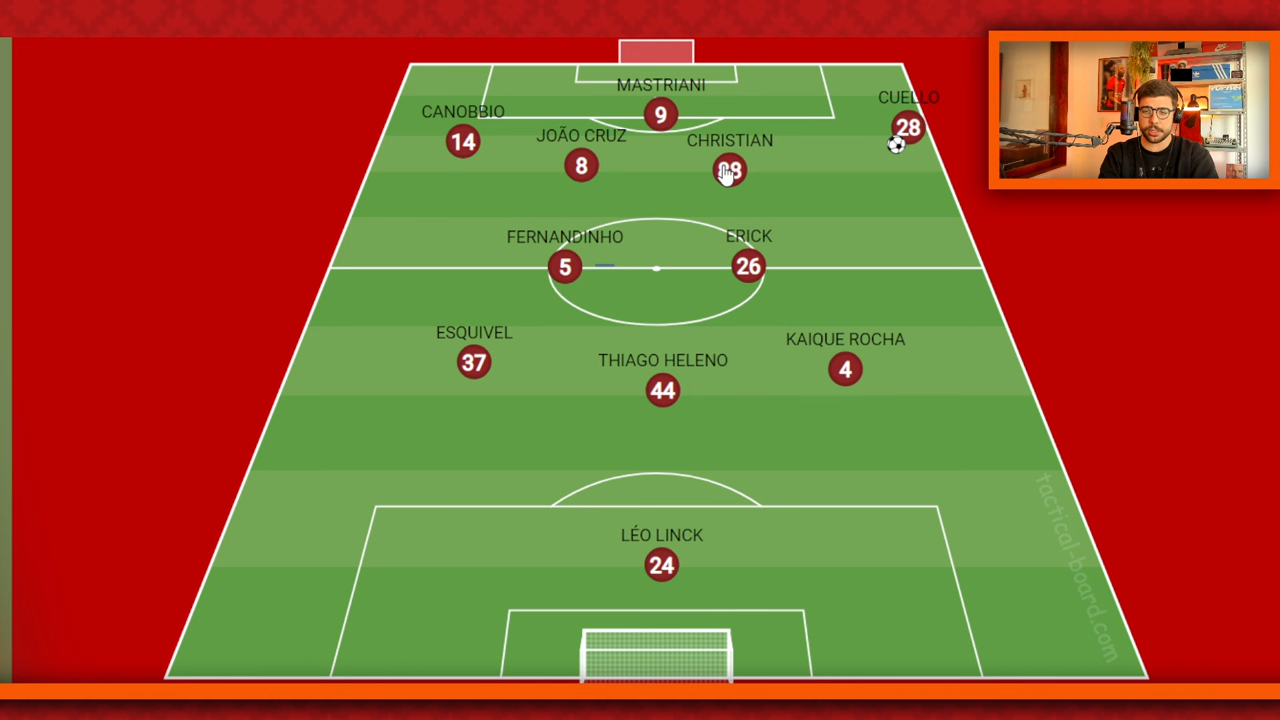 MASTRIANI
9
CANOBBIO
14
CUELLO
28
JOÃO CRUZ
8
CHRISTIAN
FERNANDINHO
5
ERICK
26
ESQUIVEL
37
THIAGO HELENO
44
KAIQUE ROCHA
4
LÉO LINCK
24
tactical-board.com